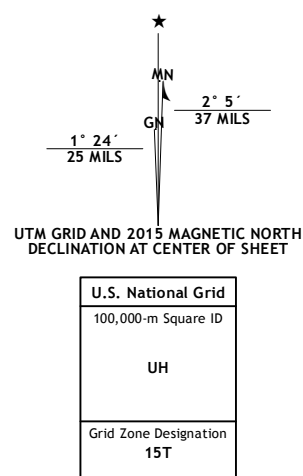 ★
MN
GN
2° 5´
37 MILS
1° 24´
25 MILS
UTM GRID AND 2015 MAGNETIC NORTH
DECLINATION AT CENTER OF SHEET
U.S. National Grid
100,000-m Square ID
UH
Grid Zone Designation
15T